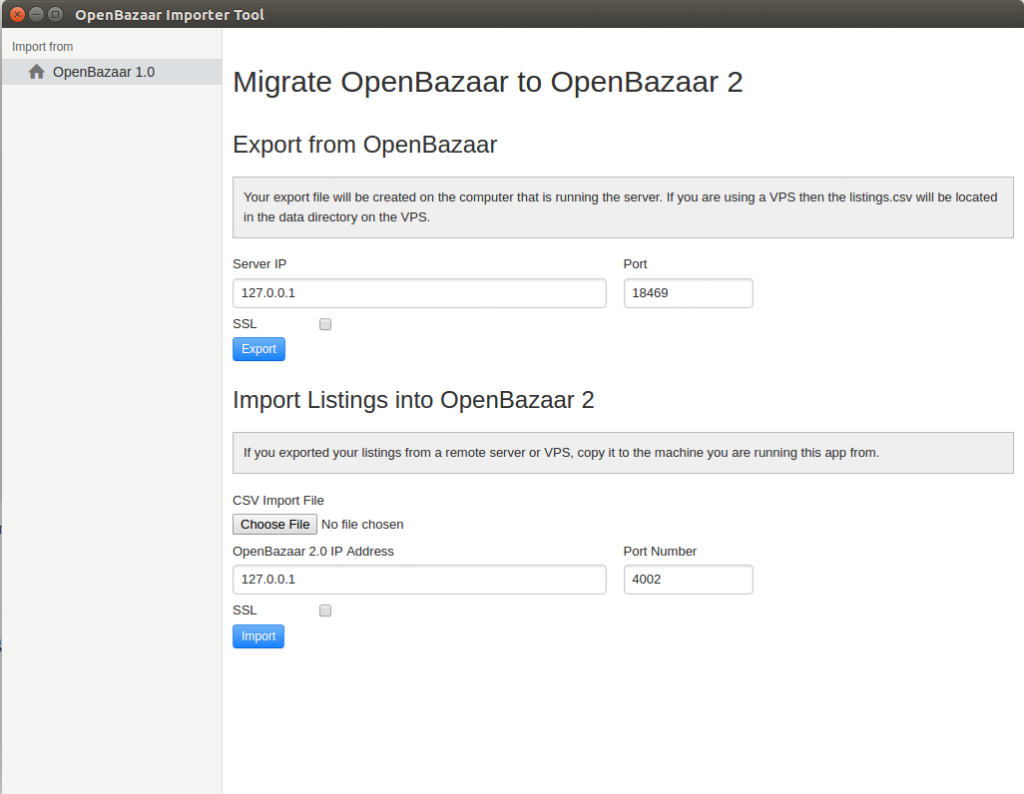 OpenBazaar Importer Tool
Import from
OpenBazaar 1.0
Migrate OpenBazaar to OpenBazaar 2
Export from OpenBazaar
Your export file will be created on the computer that is running the server. If you are using a VPS then the listings.csv will be located
in the data directory on the VPS.
Server IP
Port
127.0.0.1
18469
SSL
Export
Import Listings into OpenBazaar 2
If you exported your listings from a remote server or VPS, copy it to the machine you are running this app from.
CSV Import File
Choose File No file chosen
OpenBazaar 2.0 IP Address
Port Number
127.0.0.1
4002
SSL
Import